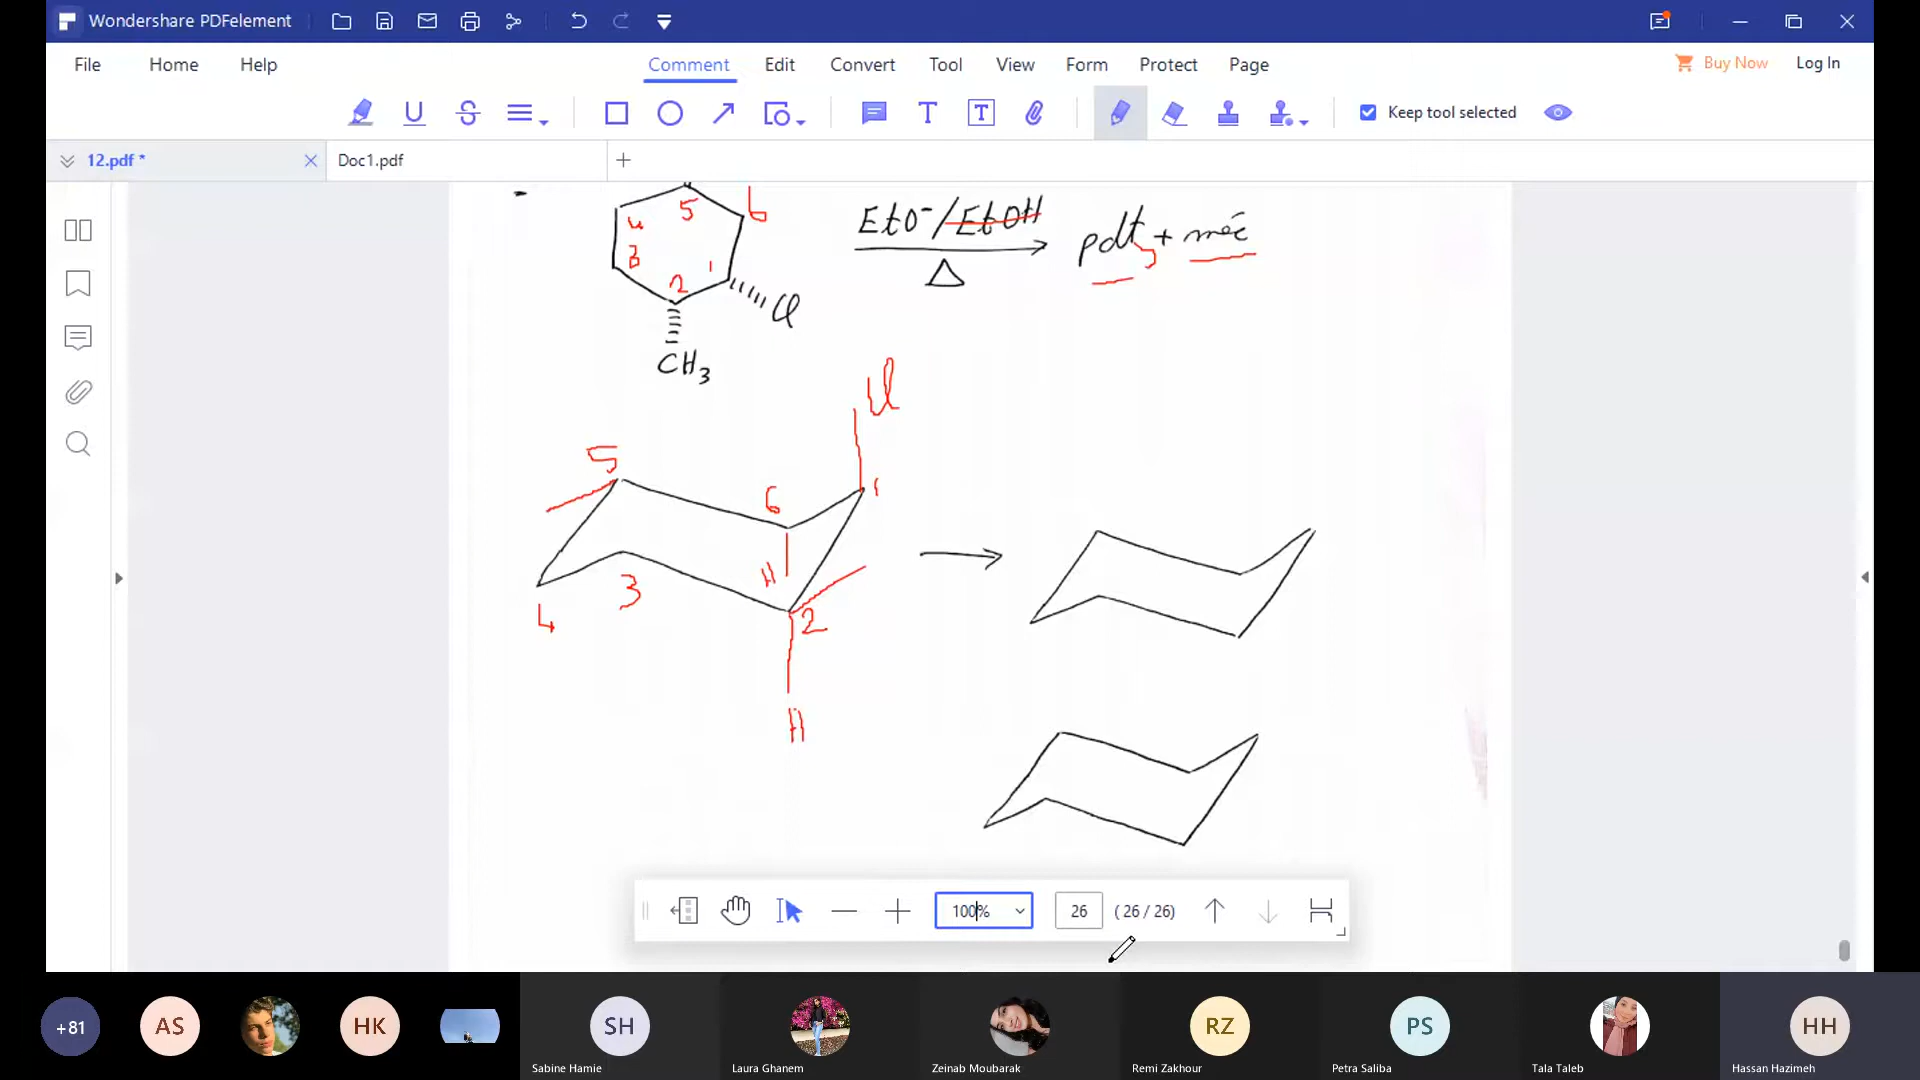 Wondershare PDFelement
File Home Help Comment Edit Convert Tool View Form Protect Page Buy Now Log In
Keep tool selected
12.pdf * Doc1.pdf
5 6
4
3 1
2
EtO⁻/EtOH
Δ
pdts + méc
Cl
CH3
Cl
5
6 1
H
3 2
4
H
100% 26 (26 / 26)
+81 AS HK SH RZ PS HH
Sabine Hamie Laura Ghanem Zeinab Moubarak Remi Zakhour Petra Saliba Tala Taleb Hassan Hazimeh